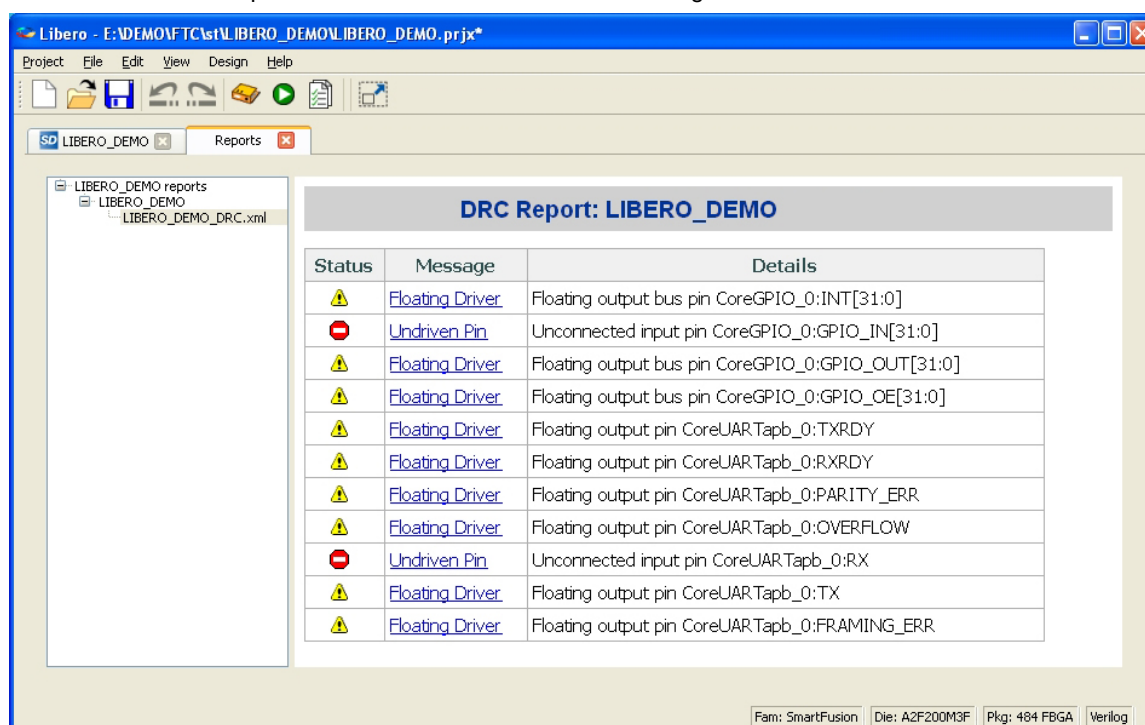 Libero - E:\DEMO\FTC\st\LIBERO_DEMO\LIBERO_DEMO.prjx*
Project File Edit View Design Help
SD LIBERO_DEMO Reports
LIBERO_DEMO reports
LIBERO_DEMO
LIBERO_DEMO_DRC.xml
DRC Report: LIBERO_DEMO
Status Message Details
Floating Driver Floating output bus pin CoreGPIO_0:INT[31:0]
Undriven Pin Unconnected input pin CoreGPIO_0:GPIO_IN[31:0]
Floating Driver Floating output bus pin CoreGPIO_0:GPIO_OUT[31:0]
Floating Driver Floating output bus pin CoreGPIO_0:GPIO_OE[31:0]
Floating Driver Floating output pin CoreUARTapb_0:TXRDY
Floating Driver Floating output pin CoreUARTapb_0:RXRDY
Floating Driver Floating output pin CoreUARTapb_0:PARITY_ERR
Floating Driver Floating output pin CoreUARTapb_0:OVERFLOW
Undriven Pin Unconnected input pin CoreUARTapb_0:RX
Floating Driver Floating output pin CoreUARTapb_0:TX
Floating Driver Floating output pin CoreUARTapb_0:FRAMING_ERR
Fam: SmartFusion Die: A2F200M3F Pkg: 484 FBGA Verilog